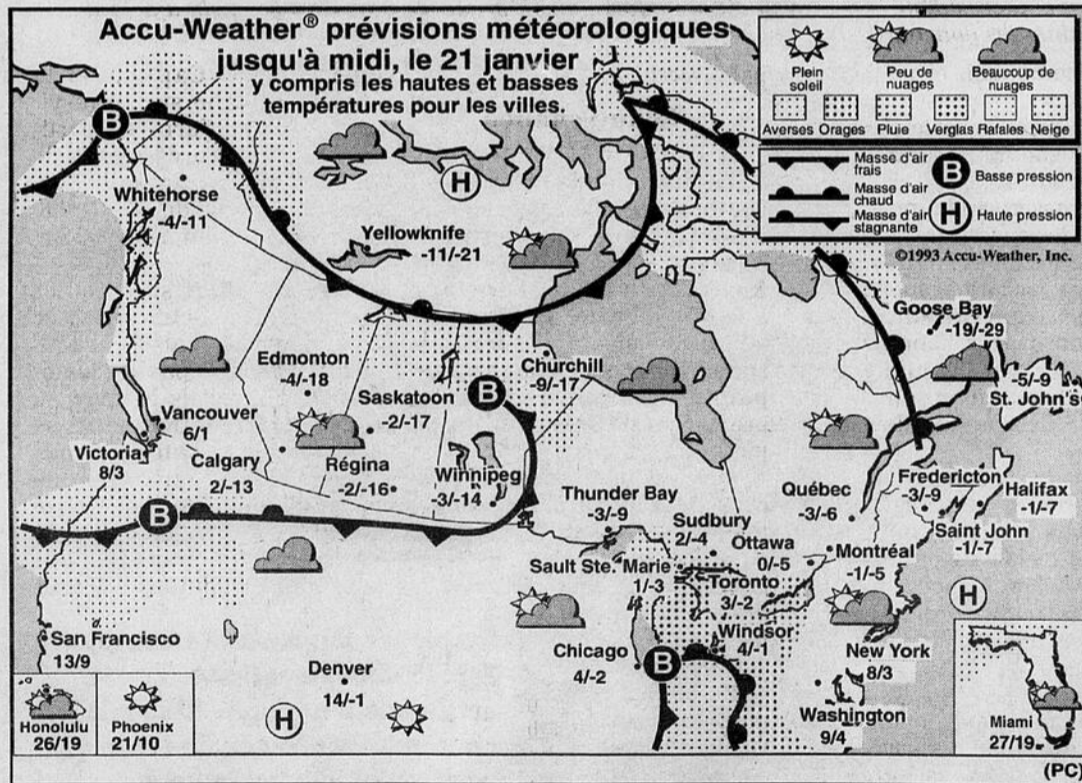 Accu-Weather® prévisions météorologiques
jusqu'à midi, le 21 janvier
y compris les hautes et basses
températures pour les villes.
Plein
soleil
Peu de
nuages
Beaucoup de
nuages
Averses Orages Pluie Verglas Rafales Neige
Masse d'air
frais
Masse d'air
chaud
Masse d'air
stagnante
B Basse pression
H Haute pression
©1993 Accu-Weather, Inc.
B
H
Whitehorse
-4/-11
Yellowknife
-11/-21
Goose Bay
-19/-29
-5/-9
St. John's
Edmonton
-4/-18
Churchill
-9/-17
B
Saskatoon
-2/-17
Vancouver
6/1
Victoria
8/3
Calgary
2/-13
Régina
-2/-16
Winnipeg
-3/-14
B
Thunder Bay
-3/-9
Sudbury
2/-4
Ottawa
0/-5
Québec
-3/-6
Fredericton
-3/-9
Halifax
-1/-7
Saint John
-1/-7
Montréal
-1/-5
Sault Ste. Marie
1/-3
Toronto
3/-2
H
Windsor
4/-1
San Francisco
13/9
Denver
14/-1
H
Chicago
4/-2
B
New York
8/3
Washington
9/4
Honolulu
26/19
Phoenix
21/10
Miami
27/19
(PC)